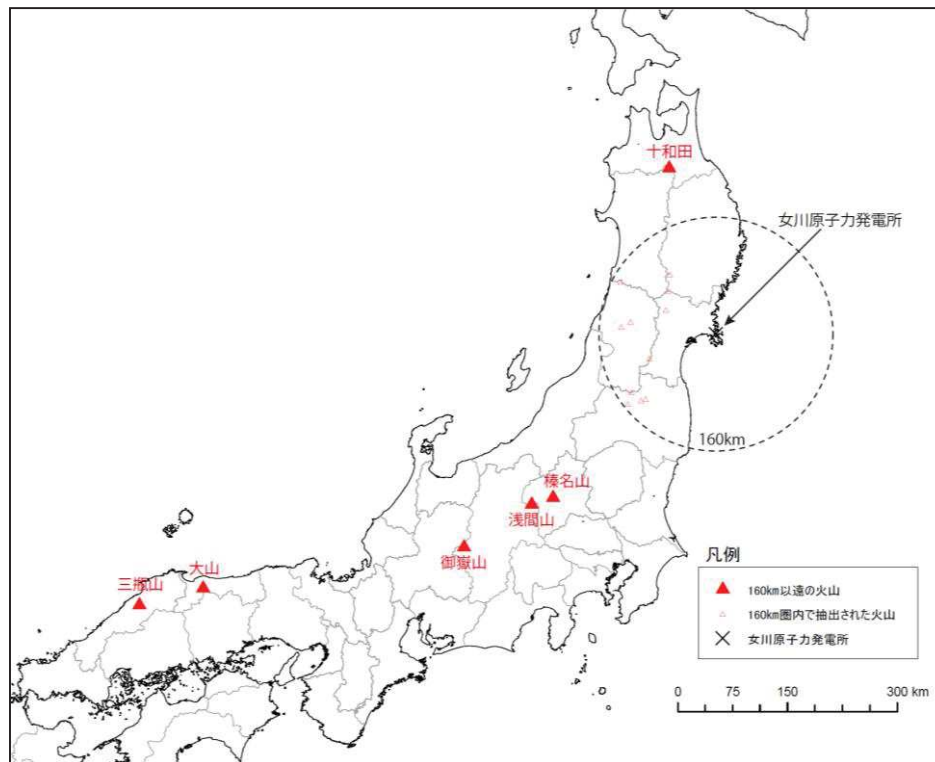 十和田
女川原子力発電所
160km
榛名山
浅間山
御嶽山
大山
三瓶山
凡例
160km以遠の火山
160km圏内で抽出された火山
女川原子力発電所
0 75 150 300 km